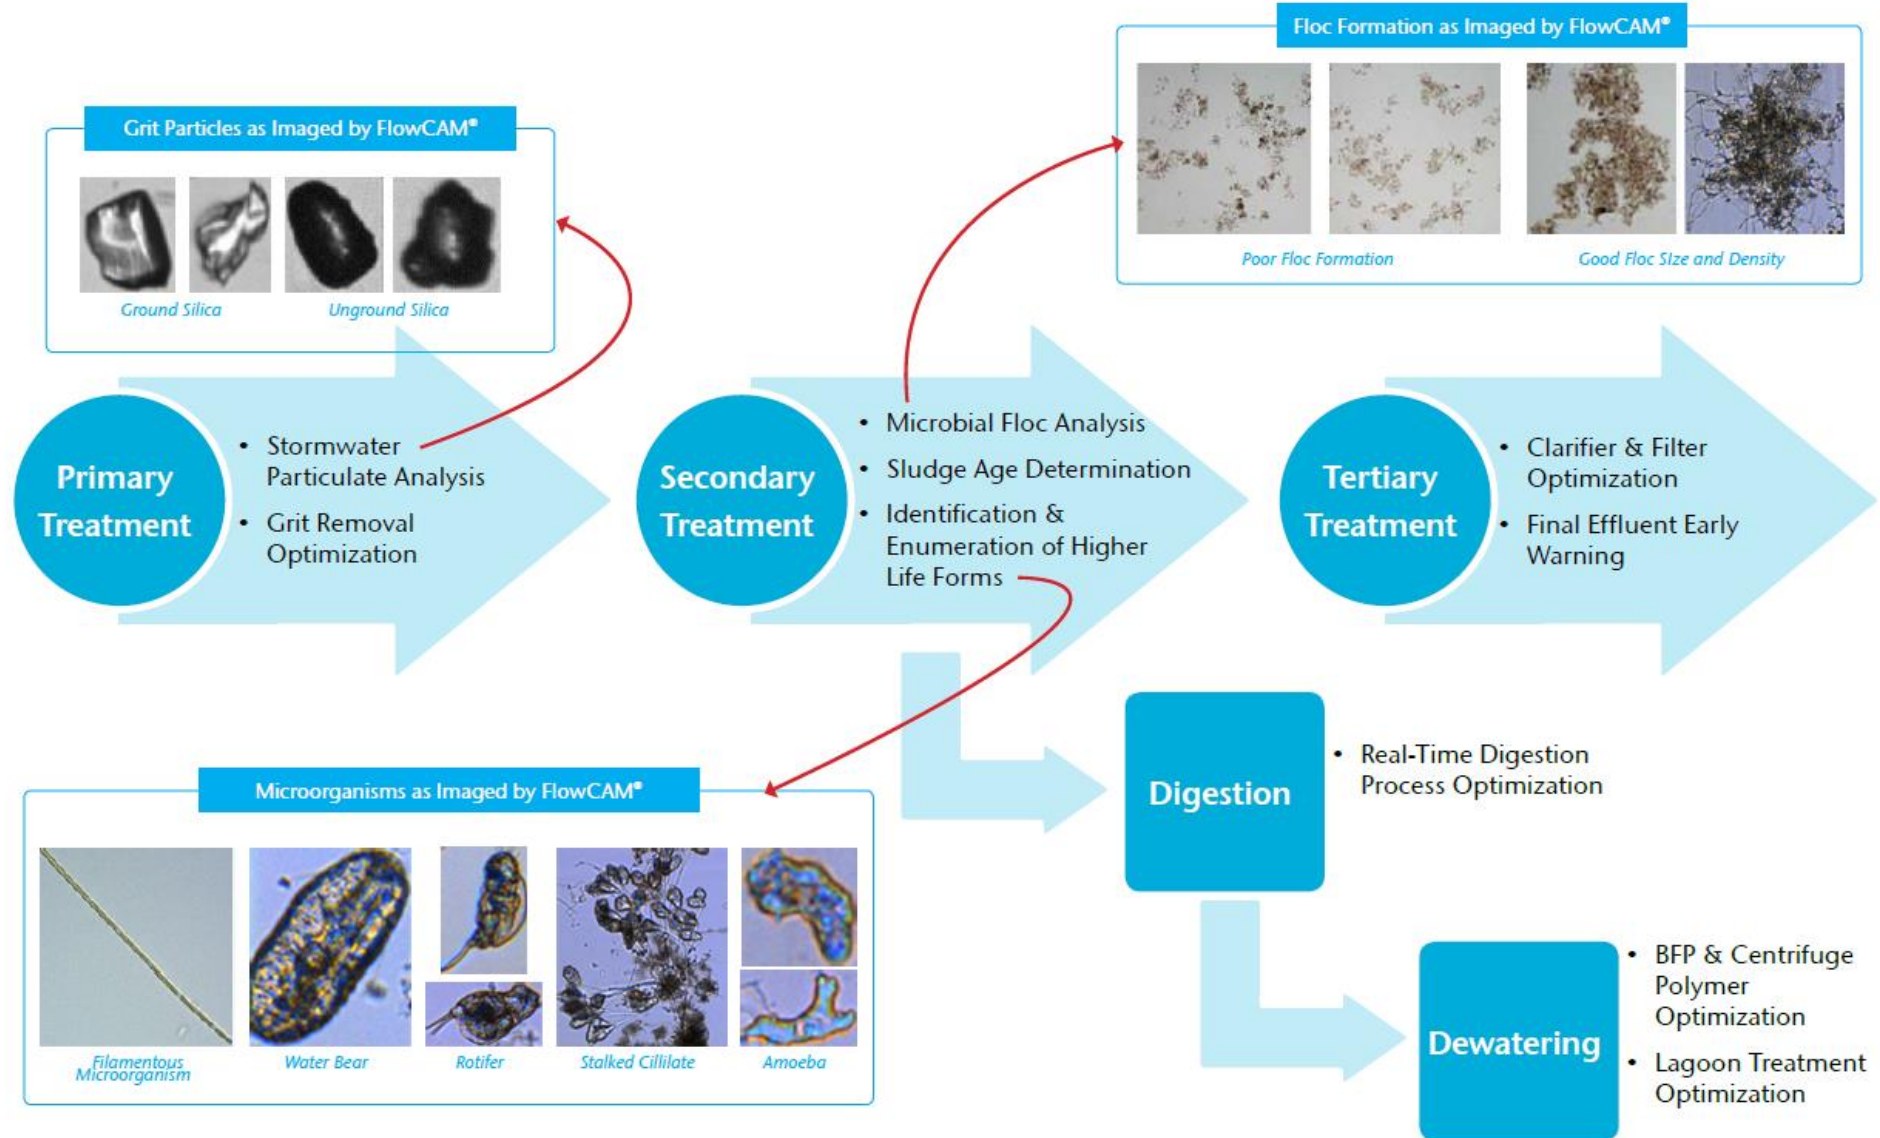 Floc Formation as Imaged by FlowCAM®
Poor Floc Formation
Good Floc SIze and Density
Grit Particles as Imaged by FlowCAM®
Ground Silica
Unground Silica
Primary
Treatment
• Stormwater
Particulate Analysis
• Grit Removal
Optimization
Secondary
Treatment
• Microbial Floc Analysis
• Sludge Age Determination
• Identification &
Enumeration of Higher
Life Forms
Tertiary
Treatment
• Clarifier & Filter
Optimization
• Final Effluent Early
Warning
Digestion
• Real-Time Digestion
Process Optimization
Microorganisms as Imaged by FlowCAM®
Filamentous
Microorganism
Water Bear
Rotifer
Stalked Cillilate
Amoeba
Dewatering
• BFP & Centrifuge
Polymer
Optimization
• Lagoon Treatment
Optimization